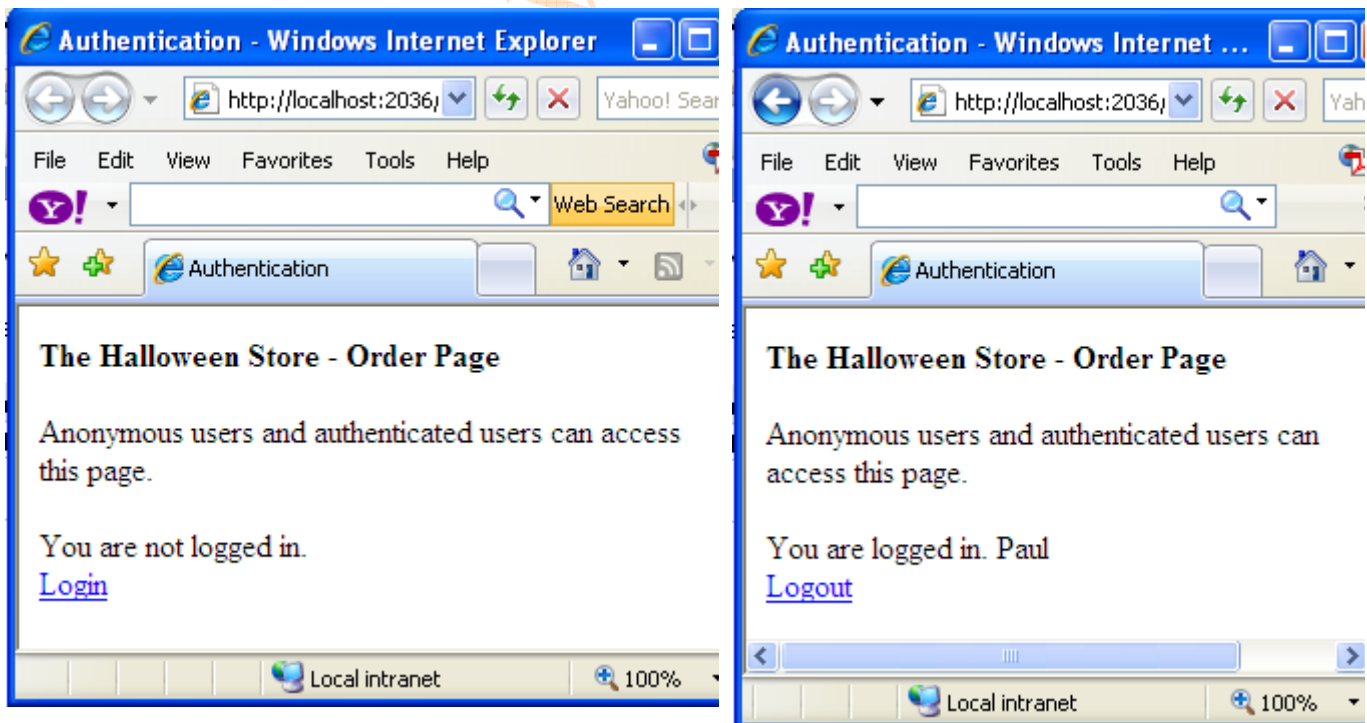 Authentication - Windows Internet Explorer
http://localhost:2036/
Yahoo! Sear
File Edit View Favorites Tools Help
Y!
Web Search
Authentication
The Halloween Store - Order Page
Anonymous users and authenticated users can access
this page.
You are not logged in.
Login
Local intranet
100%
Authentication - Windows Internet ...
http://localhost:2036/
Yah
File Edit View Favorites Tools Help
Y!
Authentication
The Halloween Store - Order Page
Anonymous users and authenticated users can
access this page.
You are logged in. Paul
Logout
Local intranet
100%